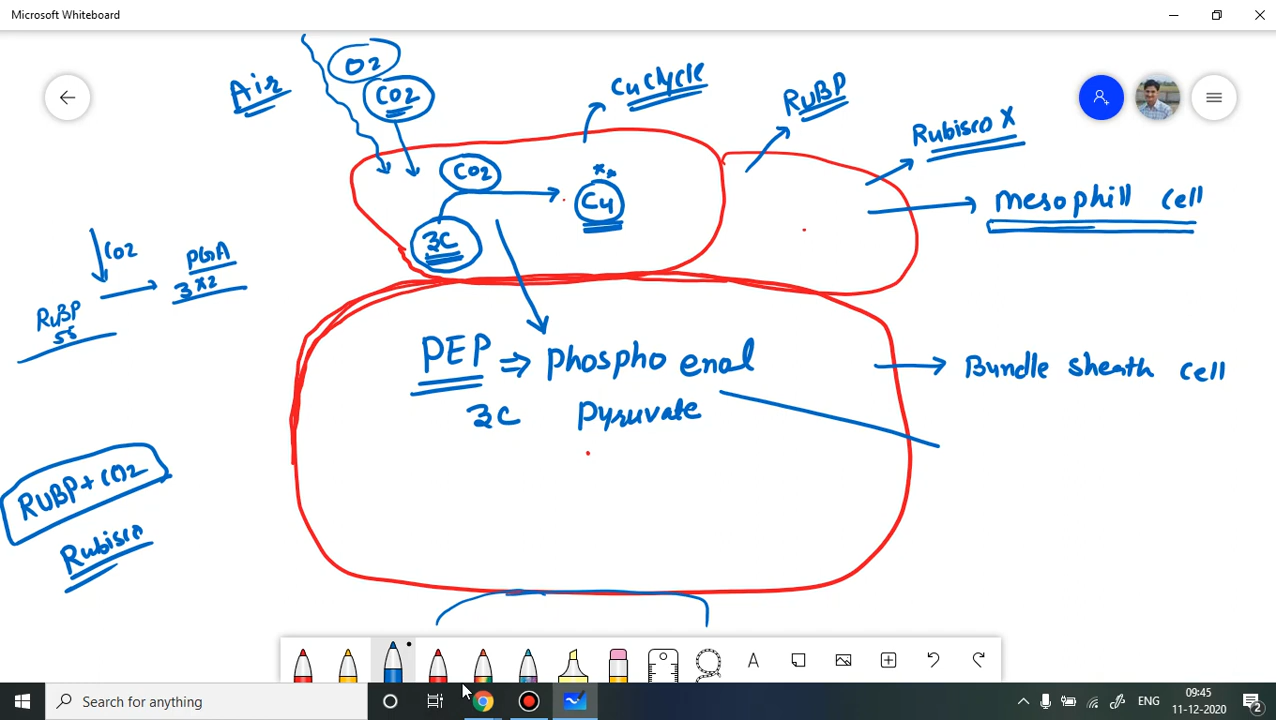 Microsoft Whiteboard
O2
Air
CO2
C4 Cycle
RuBP
Rubisco X
CO2
C4
3C
mesophill cell
CO2
PGA
3x2
RuBP
5C
PEP ⇒ phospho enal
3C pyruvate
Bundle sheath cell
RUBP + CO2
Rubisco
A
Search for anything
ENG
09:45
11-12-2020
2